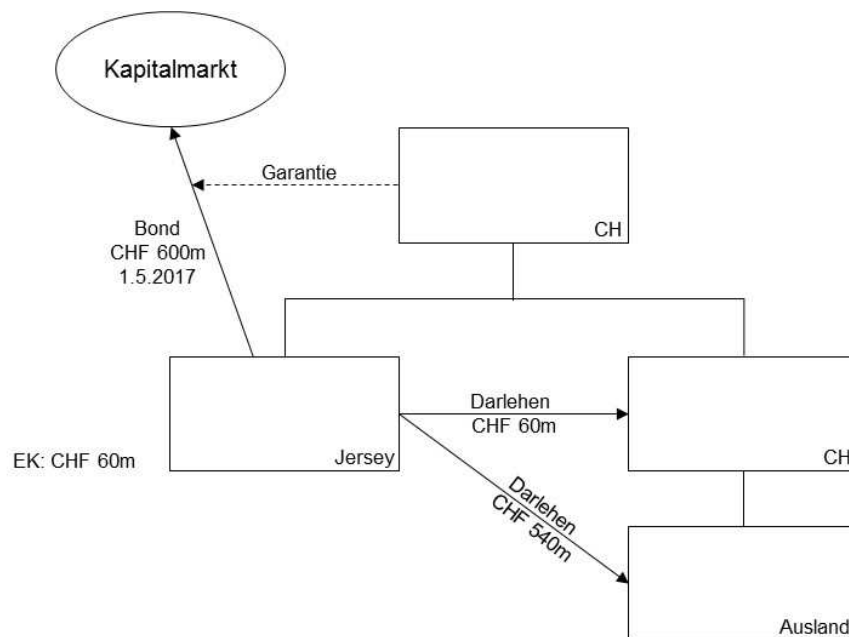 Kapitalmarkt
Garantie
CH
Bond
CHF 600m
1.5.2017
Darlehen
CHF 60m
EK: CHF 60m
Jersey
CH
Darlehen
CHF 540m
Ausland